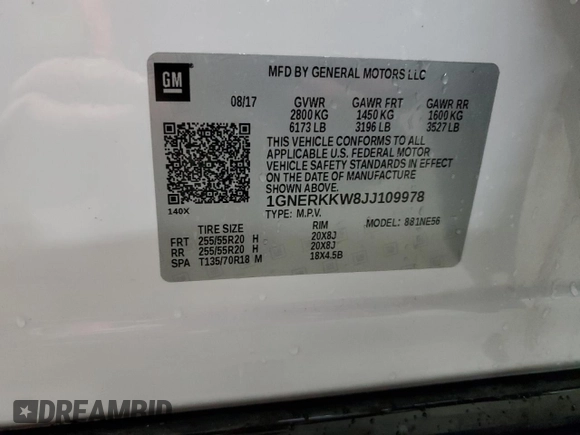 GM
MFD BY GENERAL MOTORS LLC
08/17 GVWR GAWR FRT GAWR RR
2800 KG 1450 KG 1600 KG
6173 LB 3196 LB 3527 LB
THIS VEHICLE CONFORMS TO ALL
APPLICABLE U.S. FEDERAL MOTOR
VEHICLE SAFETY STANDARDS IN EFFECT
ON THE DATE OF MANUFACTURE
SHOWN ABOVE.
1GNERKKW8JJ109978
140X
TYPE: M.P.V. MODEL: 881NE56
TIRE SIZE RIM
FRT 255/55R20 H 20X8J
RR 255/55R20 H 20X8J
SPA T135/70R18 M 18X4.5B
DREAMBID